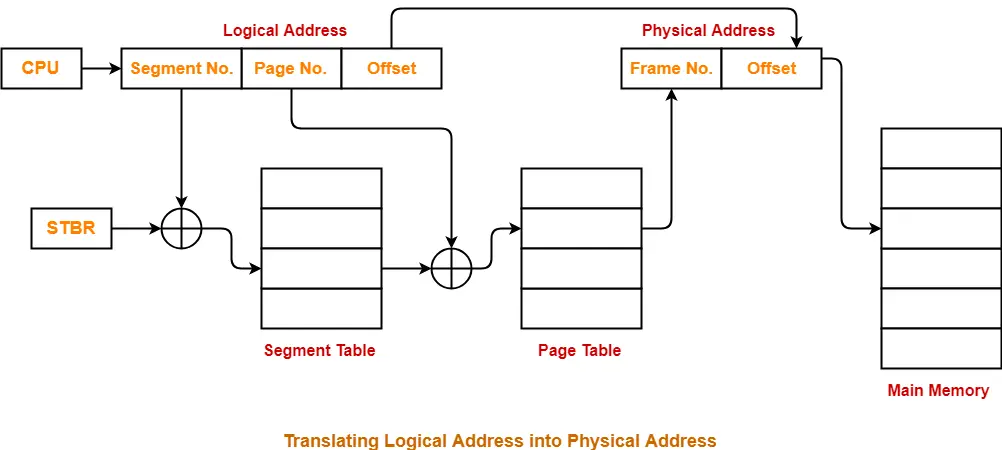 Logical Address
Physical Address
CPU
Segment No.
Page No.
Offset
Frame No.
Offset
STBR
Segment Table
Page Table
Main Memory
Translating Logical Address into Physical Address